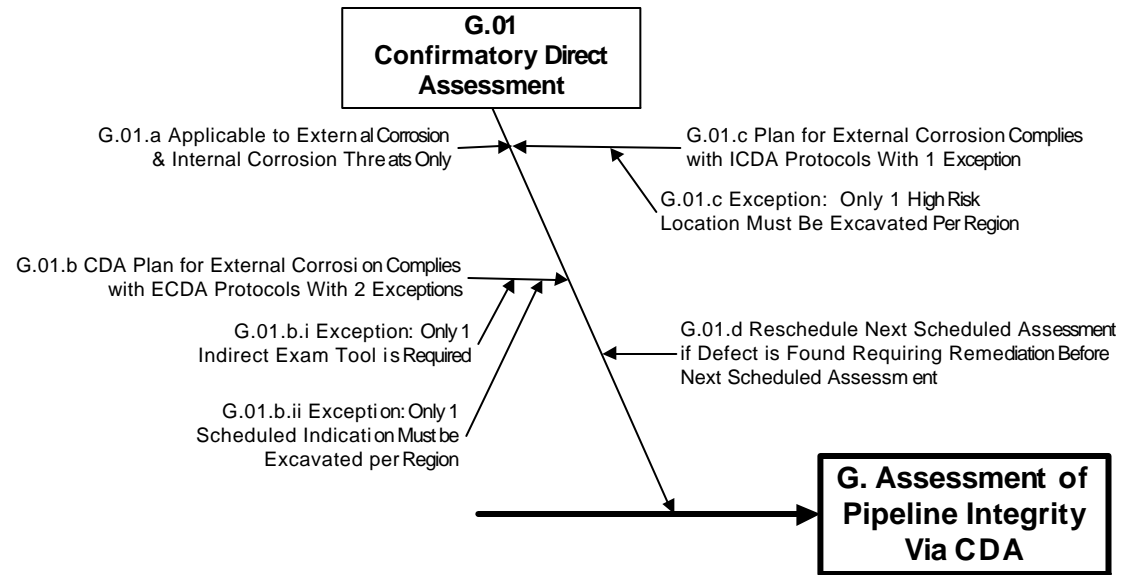 G.01
Confirmatory Direct
Assessment
G.01.a Applicable to External Corrosion
& Internal Corrosion Threats Only
G.01.c Plan for External Corrosion Complies
with ICDA Protocols With 1 Exception
G.01.c Exception: Only 1 High Risk
Location Must Be Excavated Per Region
G.01.b CDA Plan for External Corrosion Complies
with ECDA Protocols With 2 Exceptions
G.01.b.i Exception: Only 1
Indirect Exam Tool is Required
G.01.d Reschedule Next Scheduled Assessment
if Defect is Found Requiring Remediation Before
Next Scheduled Assessment
G.01.b.ii Exception: Only 1
Scheduled Indication Must be
Excavated per Region
G. Assessment of
Pipeline Integrity
Via CDA